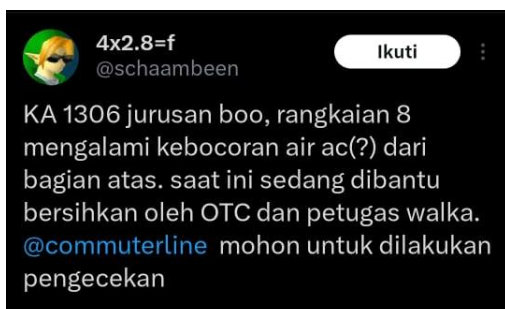 4x2.8=f
@schaambeen
Ikuti
KA 1306 jurusan boo, rangkaian 8
mengalami kebocoran air ac(?) dari
bagian atas. saat ini sedang dibantu
bersihkan oleh OTC dan petugas walka.
@commuterline mohon untuk dilakukan
pengecekan